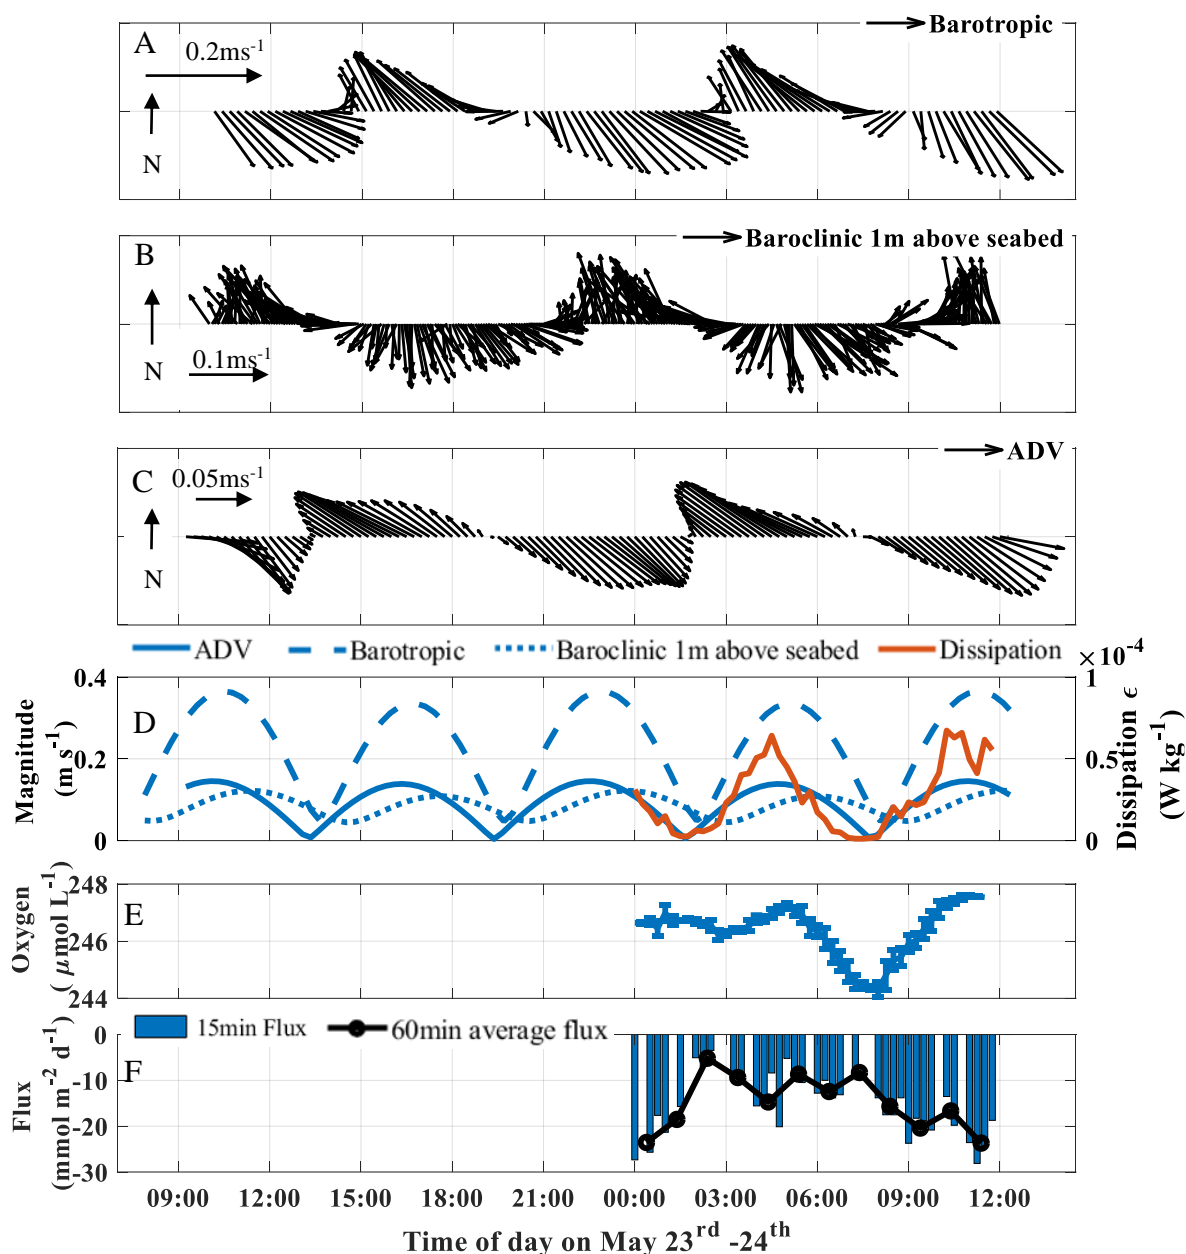 A
0.2ms-1
Barotropic
N
B
Baroclinic 1m above seabed
N
0.1ms-1
C
0.05ms-1
ADV
N
ADV
Barotropic
Baroclinic 1m above seabed
Dissipation
×10-4
D
Magnitude
(m s-1)
0.4
0.2
0
1
0.5
0
Dissipation ϵ
(W kg-1)
E
Oxygen
( μmol L-1)
248
246
244
15min Flux
60min average flux
F
Flux
(mmol m-2 d-1)
0
-10
-20
-30
09:00 12:00 15:00 18:00 21:00 00:00 03:00 06:00 09:00 12:00
Time of day on May 23rd -24th